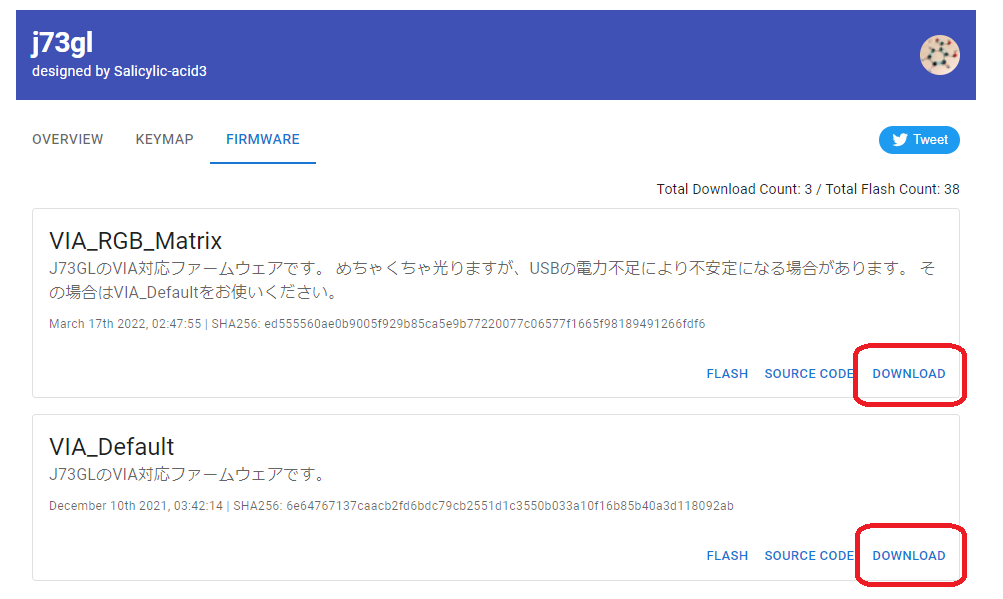 j73gl
designed by Salicylic-acid3
OVERVIEW KEYMAP FIRMWARE Tweet
Total Download Count: 3 / Total Flash Count: 38
VIA_RGB_Matrix
J73GLのVIA対応ファームウェアです。 めちゃくちゃ光りますが、USBの電力不足により不安定になる場合があります。 そ
の場合はVIA_Defaultをお使いください。
March 17th 2022, 02:47:55 | SHA256: ed555560ae0b9005f929b85ca5e9b77220077c06577f1665f98189491266fdf6
FLASH SOURCE CODE DOWNLOAD
VIA_Default
J73GLのVIA対応ファームウェアです。
December 10th 2021, 03:42:14 | SHA256: 6e64767137caacb2fd6bdc79cb2551d1c3550b033a10f16b85b40a3d118092ab
FLASH SOURCE CODE DOWNLOAD